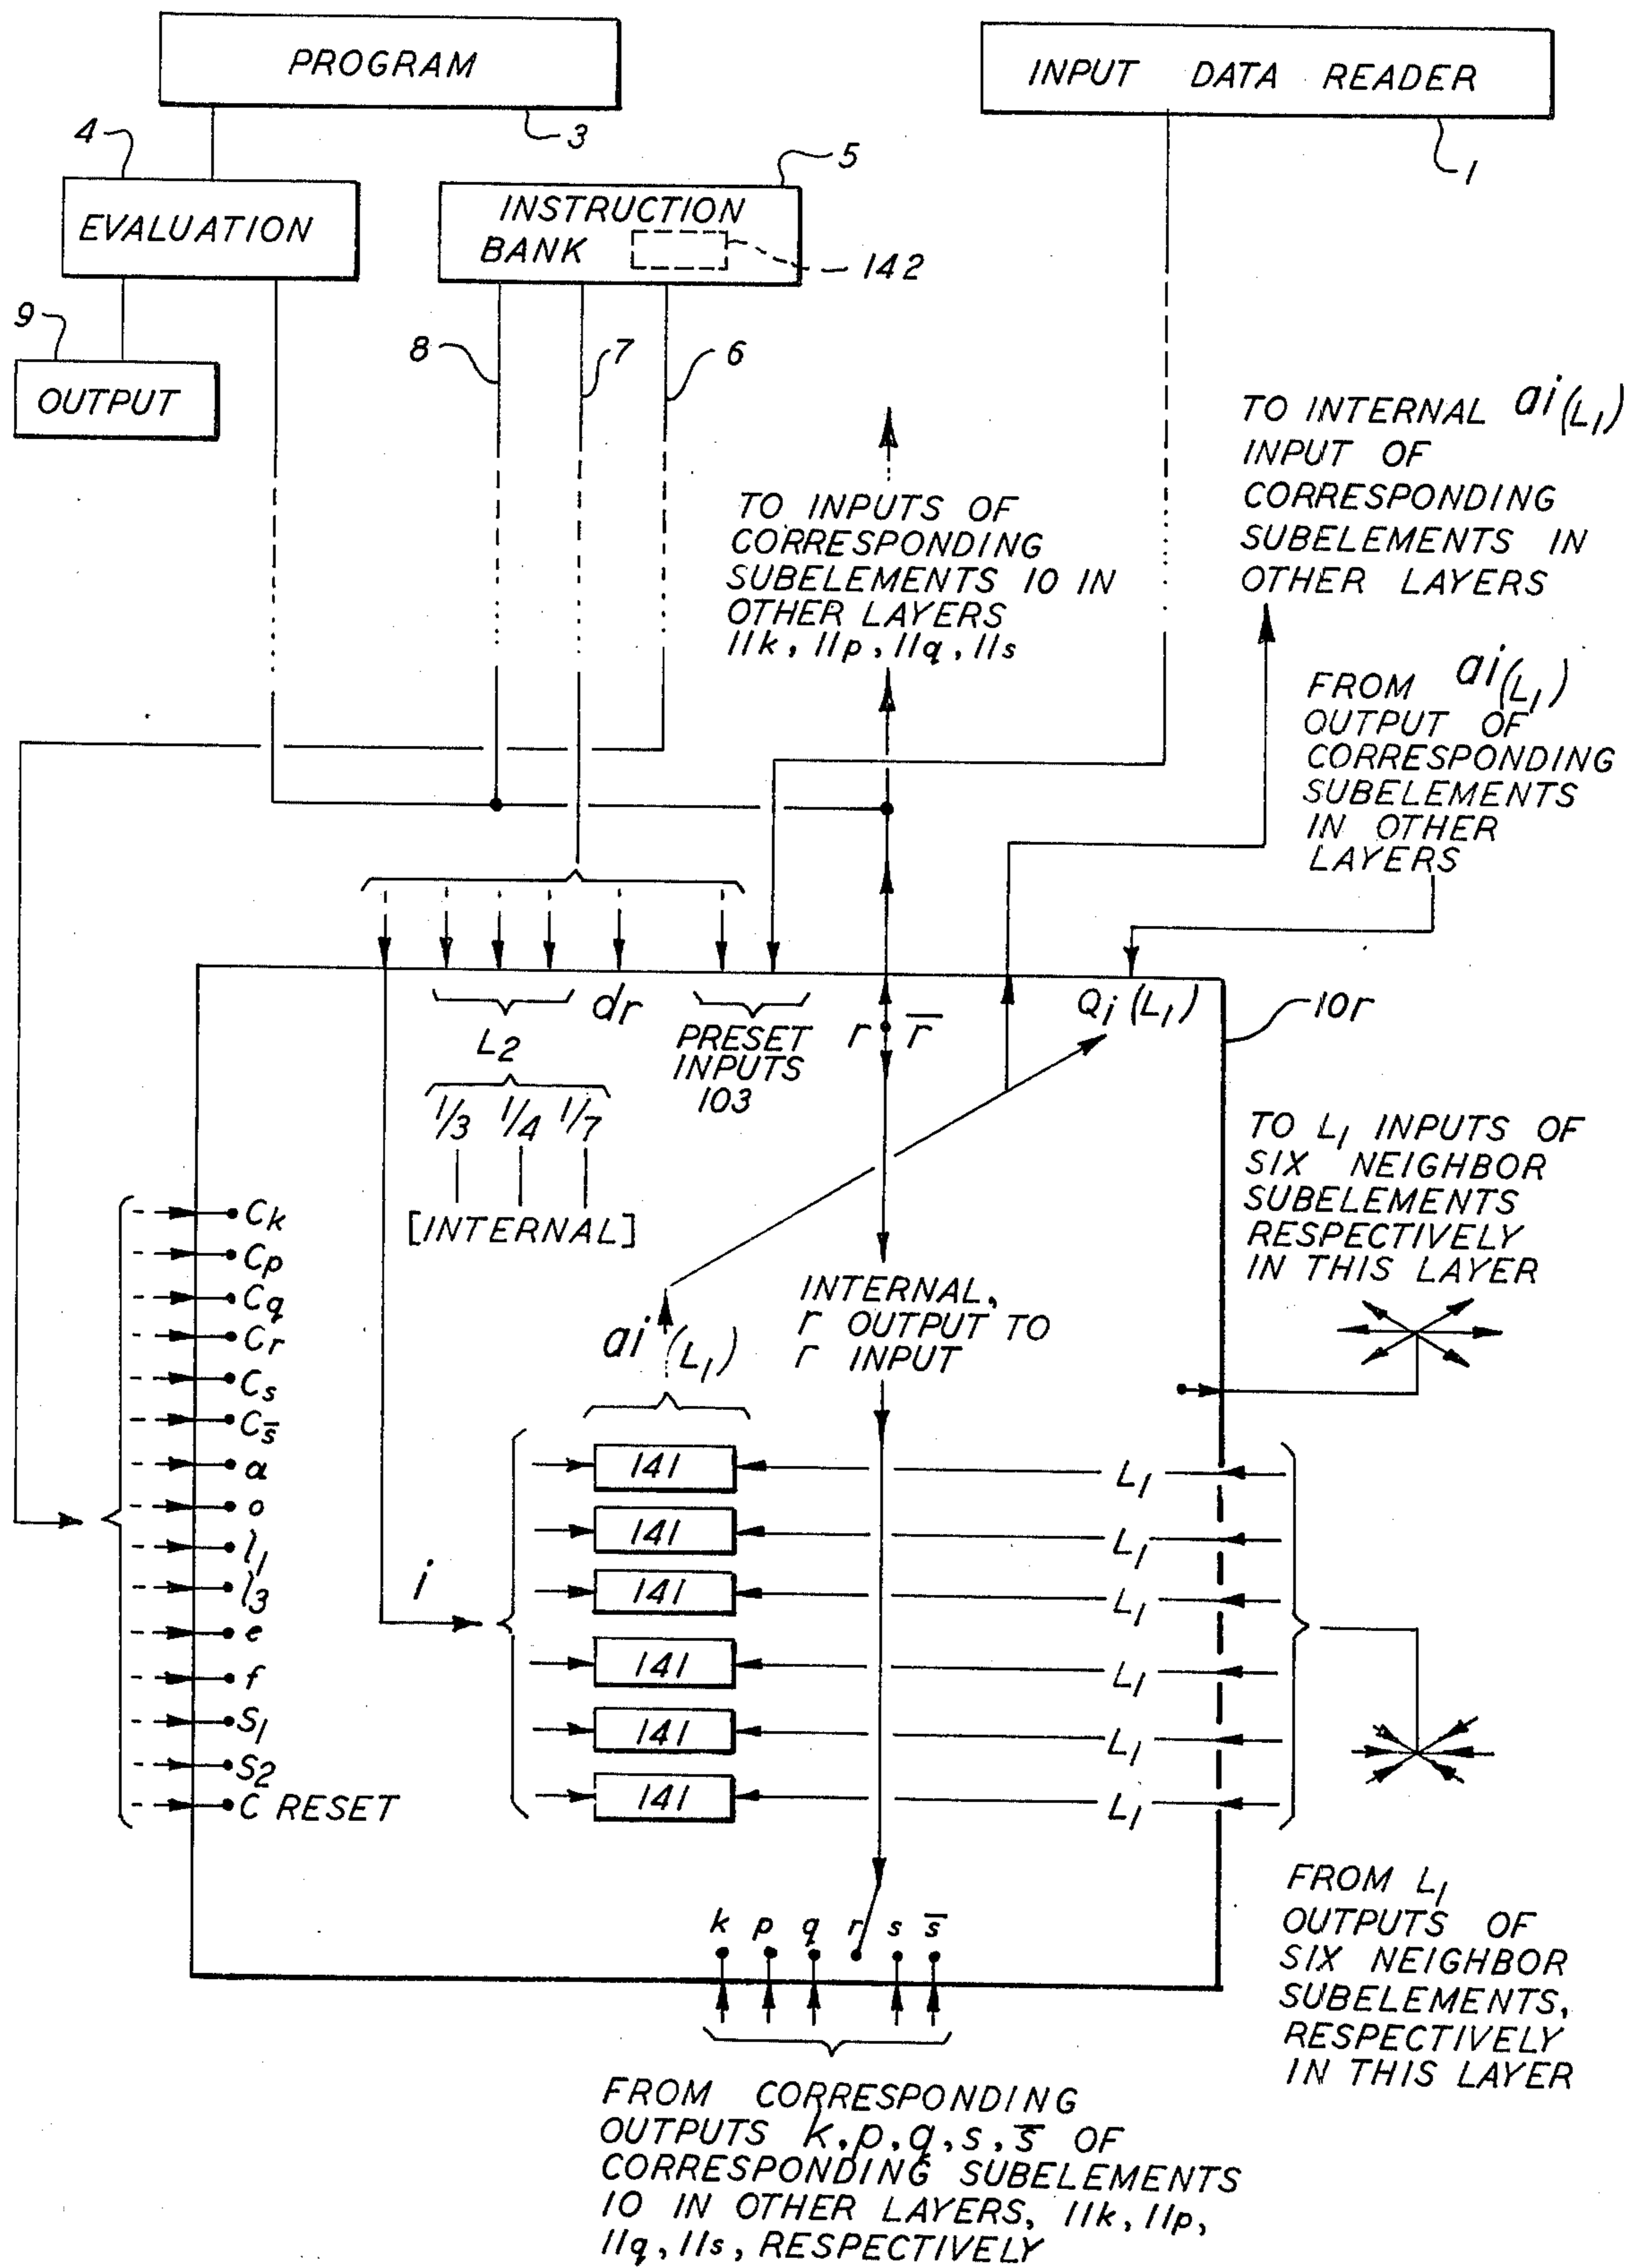 PROGRAM
INPUT DATA READER
3
1
4
5
EVALUATION
INSTRUCTION
BANK
142
9
8
7
6
OUTPUT
TO INTERNAL ai(L1)
INPUT OF
CORRESPONDING
SUBELEMENTS IN
OTHER LAYERS
TO INPUTS OF
CORRESPONDING
SUBELEMENTS 10 IN
OTHER LAYERS
11k, 11p, 11q, 11s
FROM ai(L1)
OUTPUT OF
CORRESPONDING
SUBELEMENTS
IN OTHER
LAYERS
L2
dr
PRESET
INPUTS
103
r r̅
Qi(L1)
10r
1/3 1/4 1/7
[INTERNAL]
TO L1 INPUTS OF
SIX NEIGHBOR
SUBELEMENTS
RESPECTIVELY
IN THIS LAYER
Ck
Cp
Cq
Cr
Cs
Cs̅
a
o
l1
l3
e
f
S1
S2
C RESET
INTERNAL,
r OUTPUT TO
r INPUT
ai(L1)
i
141 L1
141 L1
141 L1
141 L1
141 L1
141 L1
FROM L1
OUTPUTS OF
SIX NEIGHBOR
SUBELEMENTS,
RESPECTIVELY
IN THIS LAYER
k p q r s s̅
FROM CORRESPONDING
OUTPUTS k, p, q, s, s̅ OF
CORRESPONDING SUBELEMENTS
10 IN OTHER LAYERS, 11k, 11p,
11q, 11s, RESPECTIVELY